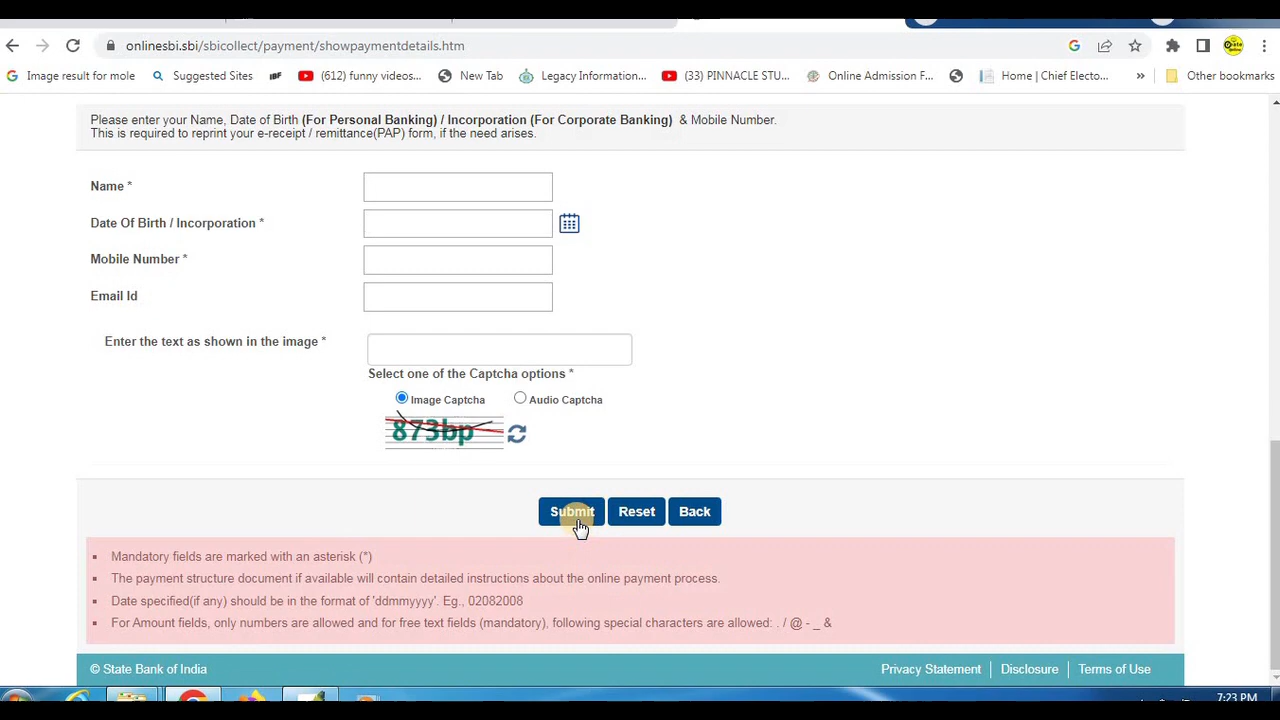 onlinesbi.sbi/sbicollect/payment/showpaymentdetails.htm
Image result for mole
Suggested Sites
(612) funny videos...
New Tab
Legacy Information...
(33) PINNACLE STU...
Online Admission F...
Home | Chief Electo...
»
Other bookmarks
Please enter your Name, Date of Birth (For Personal Banking) / Incorporation (For Corporate Banking) & Mobile Number.
This is required to reprint your e-receipt / remittance(PAP) form, if the need arises.
Name *
Date Of Birth / Incorporation *
Mobile Number *
Email Id
Enter the text as shown in the image *
Select one of the Captcha options *
Image Captcha
Audio Captcha
873bp
Submit
Reset
Back
Mandatory fields are marked with an asterisk (*)
The payment structure document if available will contain detailed instructions about the online payment process.
Date specified(if any) should be in the format of 'ddmmyyyy'. Eg., 02082008
For Amount fields, only numbers are allowed and for free text fields (mandatory), following special characters are allowed: . / @ - _ &
© State Bank of India
Privacy Statement
Disclosure
Terms of Use
7:23 PM